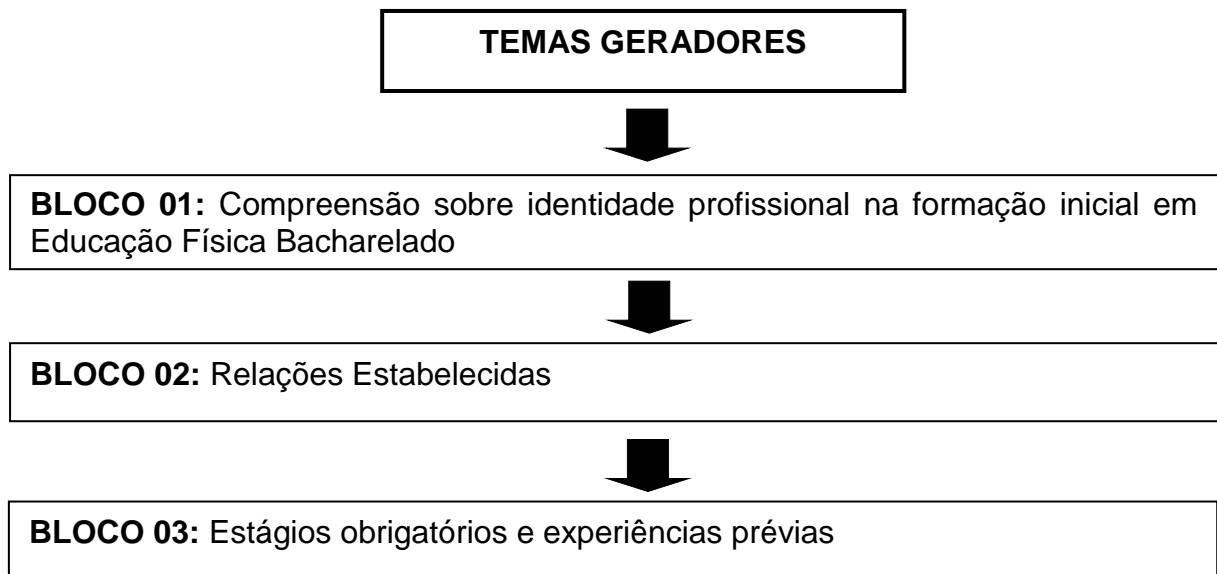 TEMAS GERADORES
BLOCO 01: Compreensão sobre identidade profissional na formação inicial em
Educação Física Bacharelado
BLOCO 02: Relações Estabelecidas
BLOCO 03: Estágios obrigatórios e experiências prévias